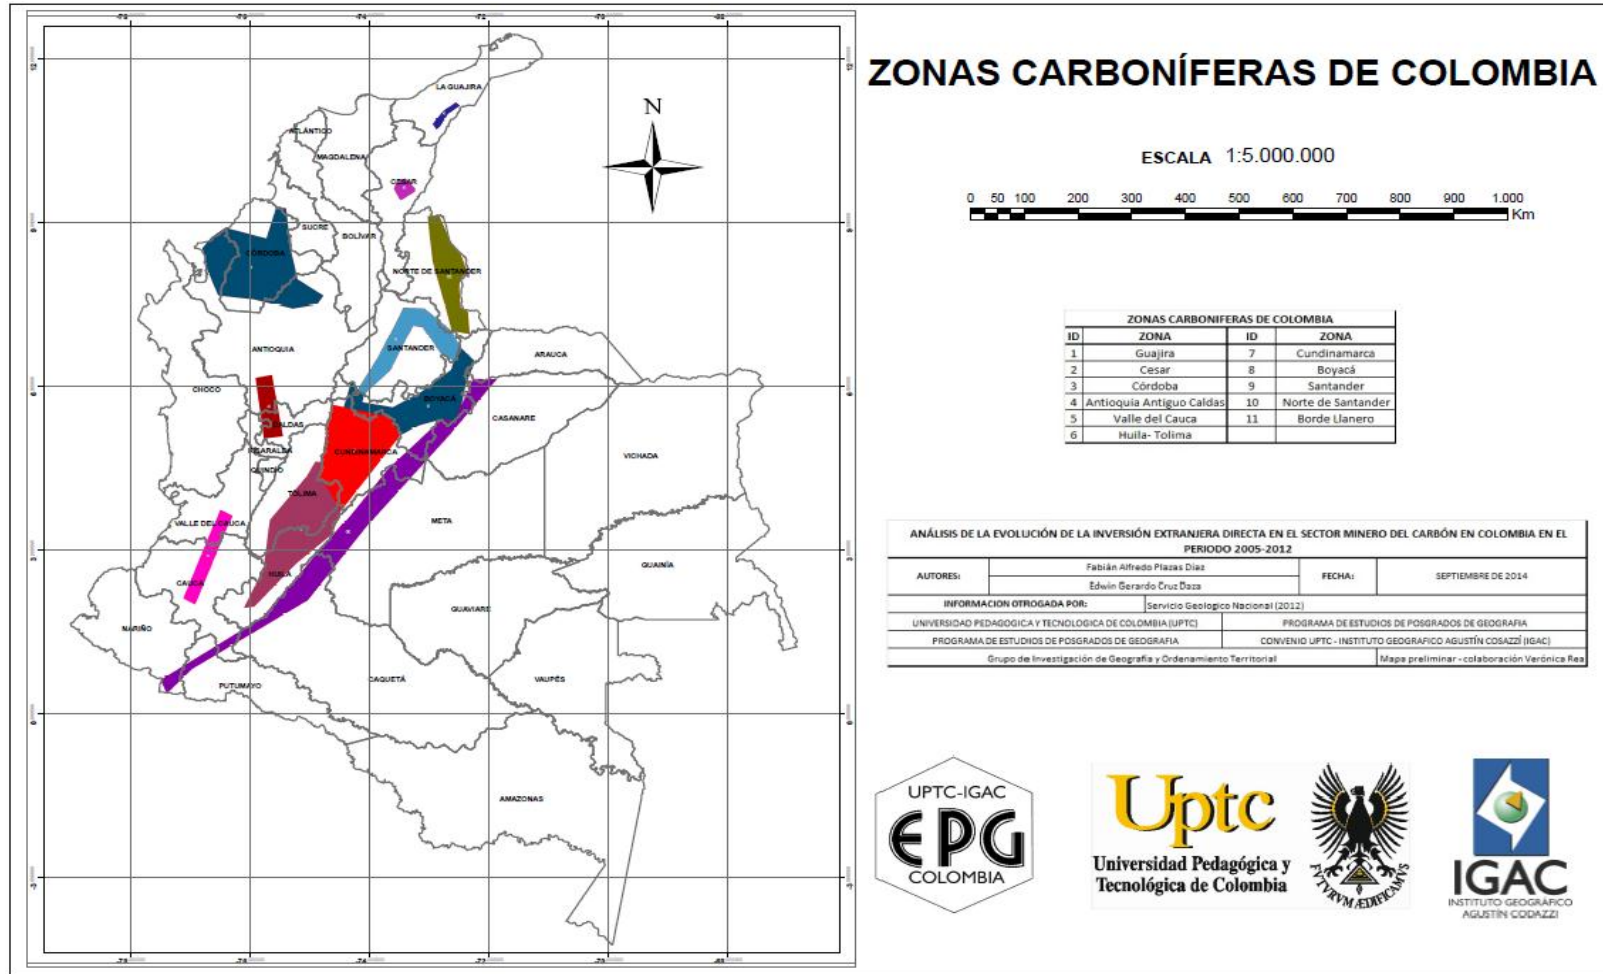 ZONAS CARBONÍFERAS DE COLOMBIA
ESCALA 1:5.000.000
0 50 100 200 300 400 500 600 700 800 900 1.000
Km
N
LA GUAJIRA
ATLÁNTICO
MAGDALENA
CESAR
SUCRE
BOLÍVAR
CÓRDOBA
NORTE DE SANTANDER
ANTIOQUIA
SANTANDER
ARAUCA
CHOCO
BOYACÁ
CASANARE
CALDAS
RISARALDA
CUNDINAMARCA
QUINDÍO
VICHADA
TOLIMA
VALLE DEL CAUCA
META
HUILA
CAUCA
QUAINÍA
GUAVIARE
NARIÑO
PUTUMAYO
CAQUETÁ
VAUPÉS
AMAZONAS
ZONAS CARBONIFERAS DE COLOMBIA
ID ZONA ID ZONA
1 Guajira 7 Cundinamarca
2 Cesar 8 Boyacá
3 Córdoba 9 Santander
4 Antioquia Antiguo Caldas 10 Norte de Santander
5 Valle del Cauca 11 Borde Llanero
6 Huila- Tolima
ANÁLISIS DE LA EVOLUCIÓN DE LA INVERSIÓN EXTRANJERA DIRECTA EN EL SECTOR MINERO DEL CARBÓN EN COLOMBIA EN EL
PERIODO 2005-2012
AUTORES: Fabián Alfredo Plazas Diaz FECHA: SEPTIEMBRE DE 2014
Edwin Gerardo Cruz Daza
INFORMACION OTROGADA POR: Servicio Geologico Nacional (2012)
UNIVERSIDAD PEDAGOGICA Y TECNOLOGICA DE COLOMBIA (UPTC) PROGRAMA DE ESTUDIOS DE POSGRADOS DE GEOGRAFIA
PROGRAMA DE ESTUDIOS DE POSGRADOS DE GEOGRAFIA CONVENIO UPTC - INSTITUTO GEOGRAFICO AGUSTÍN COSAZZÍ (IGAC)
Grupo de Investigación de Geografía y Ordenamiento Territorial Mapa preliminar - colaboración Verónica Rea
UPTC-IGAC
EPG
COLOMBIA
Uptc
Universidad Pedagógica y
Tecnológica de Colombia
FVTVRVM ÆDIFICAMVS
IGAC
INSTITUTO GEOGRÁFICO
AGUSTÍN CODAZZI